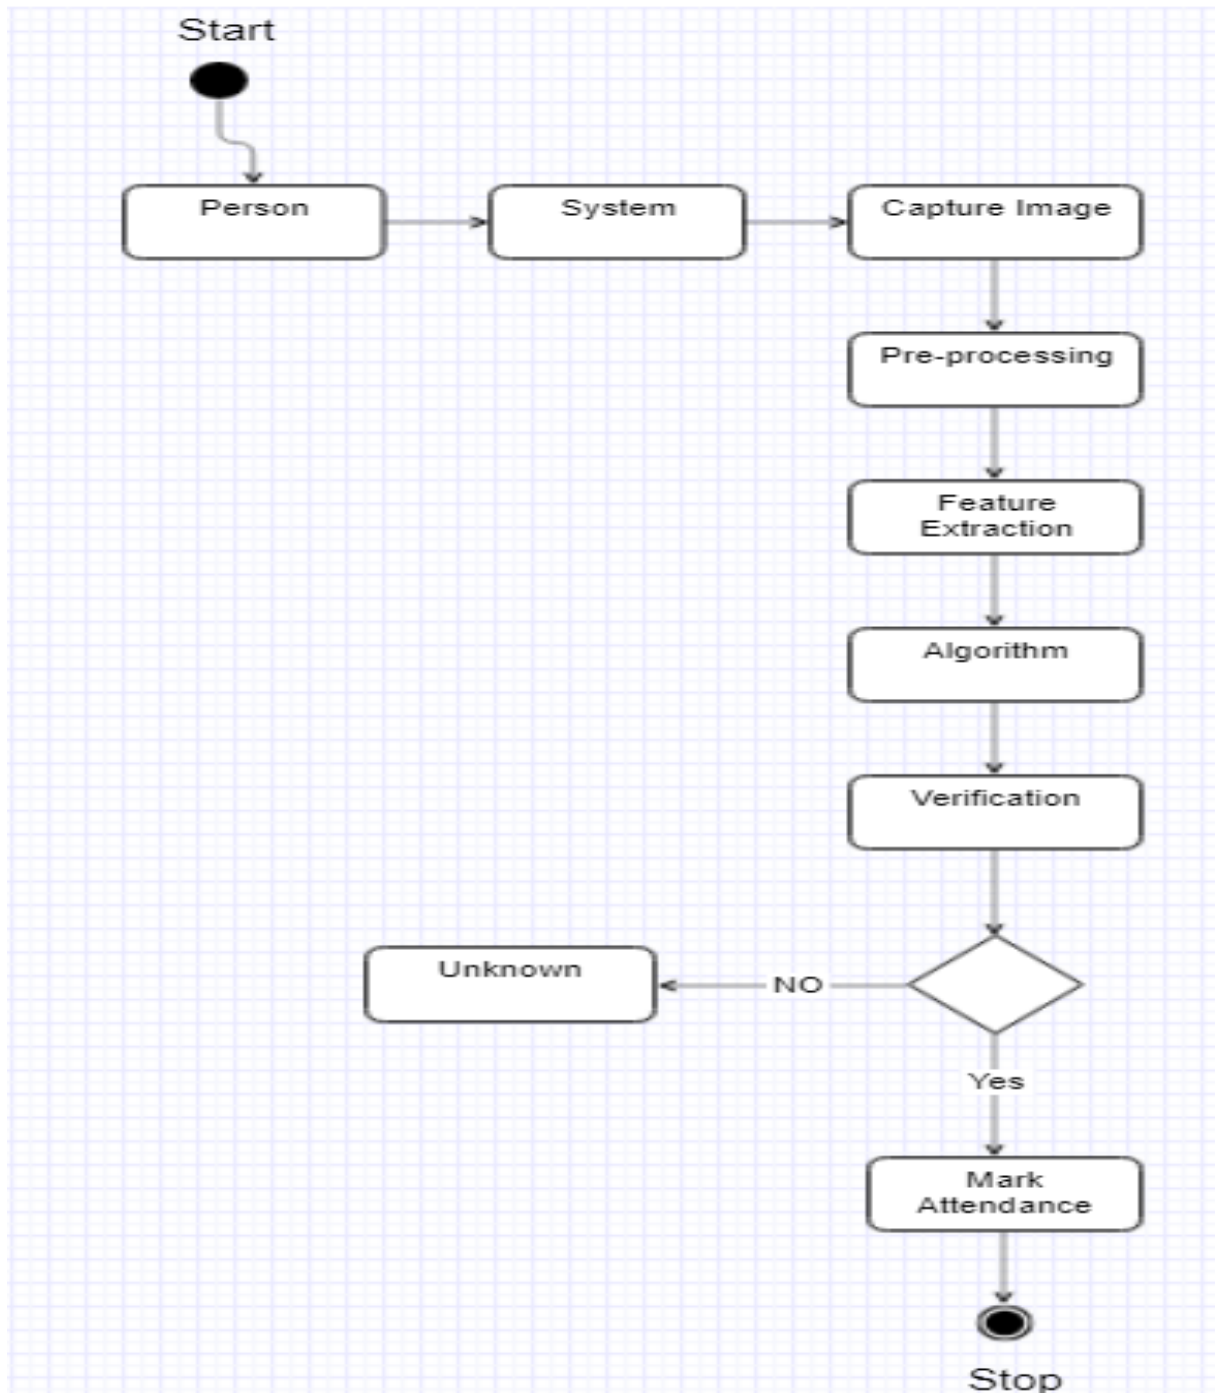 Start
Person
System
Capture Image
Pre-processing
Feature
Extraction
Algorithm
Verification
Unknown
NO
Yes
Mark
Attendance
Stop